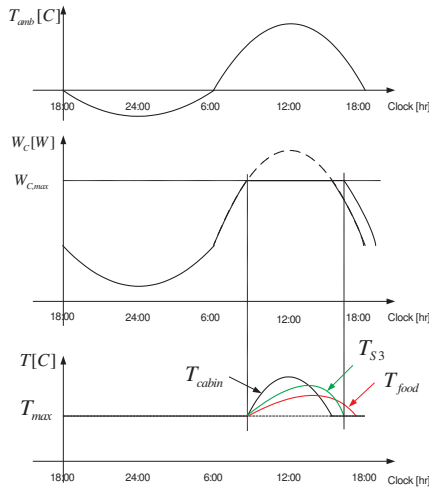 T_amb [C]
18:00 24:00 6:00 12:00 18:00 Clock [hr]
W_C [W]
W_C,max
18:00 24:00 6:00 12:00 18:00 Clock [hr]
T [C]
T_cabin
T_S3
T_food
T_max
18:00 24:00 6:00 12:00 18:00 Clock [hr]